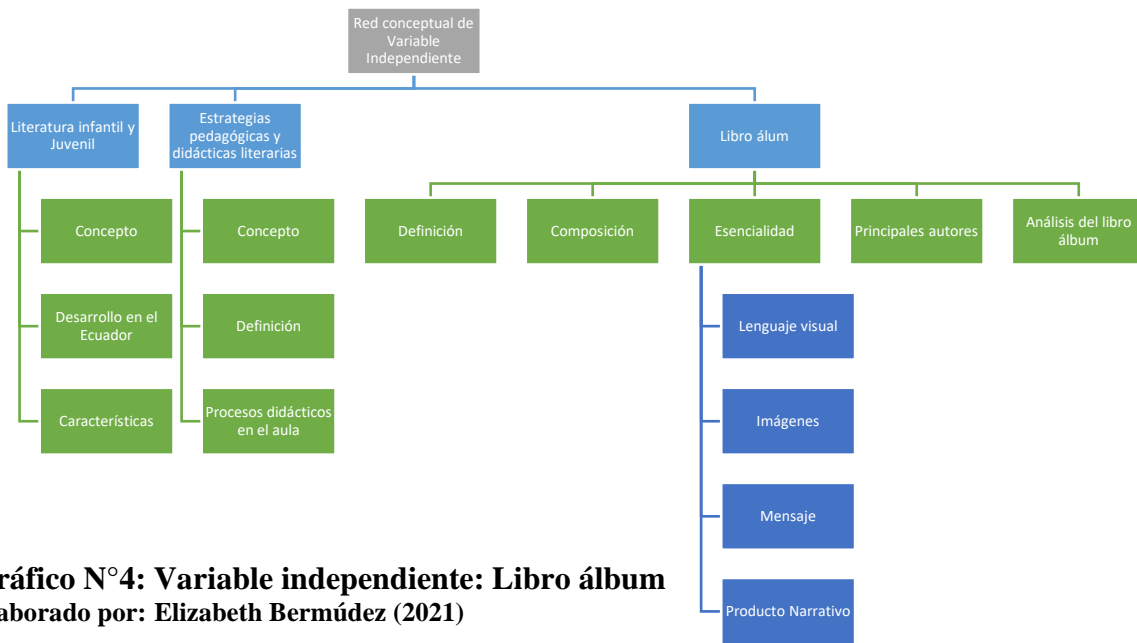 Red conceptual de
Variable
Independiente
Literatura infantil y
Juvenil
Estrategias
pedagógicas y
didácticas literarias
Libro álum
Concepto
Desarrollo en el
Ecuador
Características
Concepto
Definición
Procesos didácticos
en el aula
Definición
Composición
Esencialidad
Principales autores
Análisis del libro
álbum
Lenguaje visual
Imágenes
Mensaje
Producto Narrativo
ráfico N°4: Variable independiente: Libro álbum
aborado por: Elizabeth Bermúdez (2021)